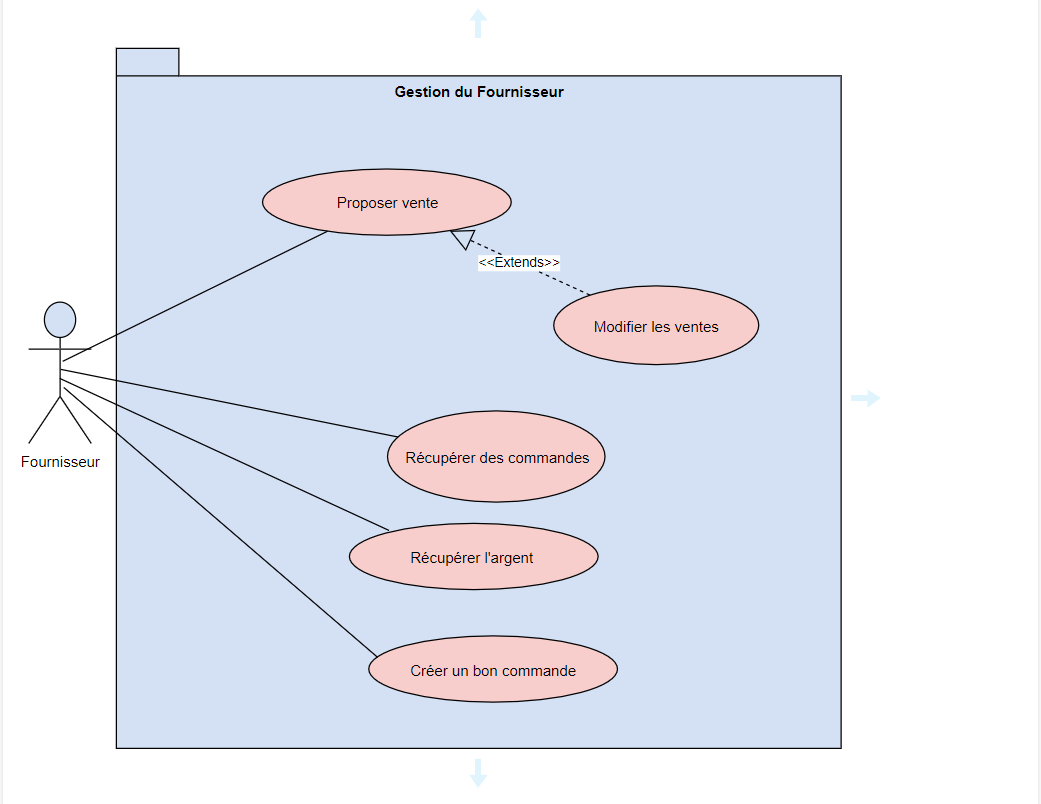 Gestion du Fournisseur
Proposer vente
<<Extends>>
Modifier les ventes
Récupérer des commandes
Fournisseur
Récupérer l'argent
Créer un bon commande